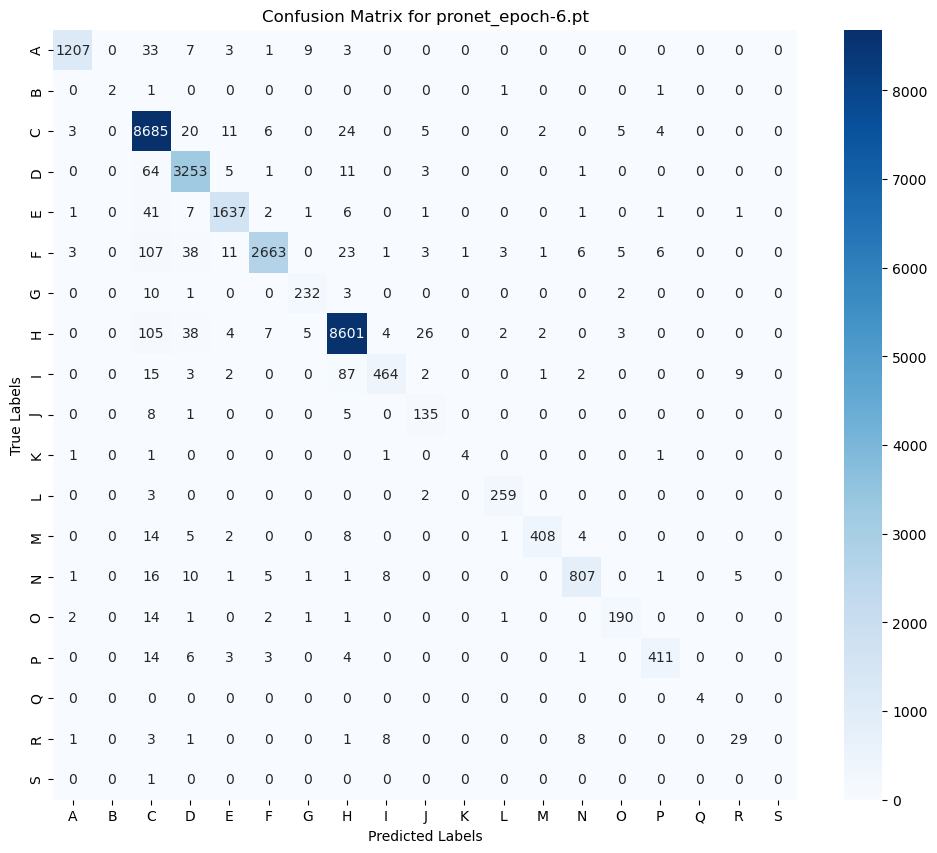 Confusion Matrix for pronet_epoch-6.pt
A 1207 0 33 7 3 1 9 3 0 0 0 0 0 0 0 0 0 0 0
B 0 2 1 0 0 0 0 0 0 0 0 1 0 0 0 1 0 0 0
C 3 0 8685 20 11 6 0 24 0 5 0 0 2 0 5 4 0 0 0
D 0 0 64 3253 5 1 0 11 0 3 0 0 0 1 0 0 0 0 0
E 1 0 41 7 1637 2 1 6 0 1 0 0 0 1 0 1 0 1 0
F 3 0 107 38 11 2663 0 23 1 3 1 3 1 6 5 6 0 0 0
G 0 0 10 1 0 0 232 3 0 0 0 0 0 0 2 0 0 0 0
H 0 0 105 38 4 7 5 8601 4 26 0 2 2 0 3 0 0 0 0
I 0 0 15 3 2 0 0 87 464 2 0 0 1 2 0 0 0 9 0
J 0 0 8 1 0 0 0 5 0 135 0 0 0 0 0 0 0 0 0
K 1 0 1 0 0 0 0 0 1 0 4 0 0 0 0 1 0 0 0
L 0 0 3 0 0 0 0 0 0 2 0 259 0 0 0 0 0 0 0
M 0 0 14 5 2 0 0 8 0 0 0 1 408 4 0 0 0 0 0
N 1 0 16 10 1 5 1 1 8 0 0 0 0 807 0 1 0 5 0
O 2 0 14 1 0 2 1 1 0 0 0 1 0 0 190 0 0 0 0
P 0 0 14 6 3 3 0 4 0 0 0 0 0 1 0 411 0 0 0
Q 0 0 0 0 0 0 0 0 0 0 0 0 0 0 0 0 4 0 0
R 1 0 3 1 0 0 0 1 8 0 0 0 0 8 0 0 0 29 0
S 0 0 1 0 0 0 0 0 0 0 0 0 0 0 0 0 0 0 0
A B C D E F G H I J K L M N O P Q R S
Predicted Labels
True Labels
8000
7000
6000
5000
4000
3000
2000
1000
0